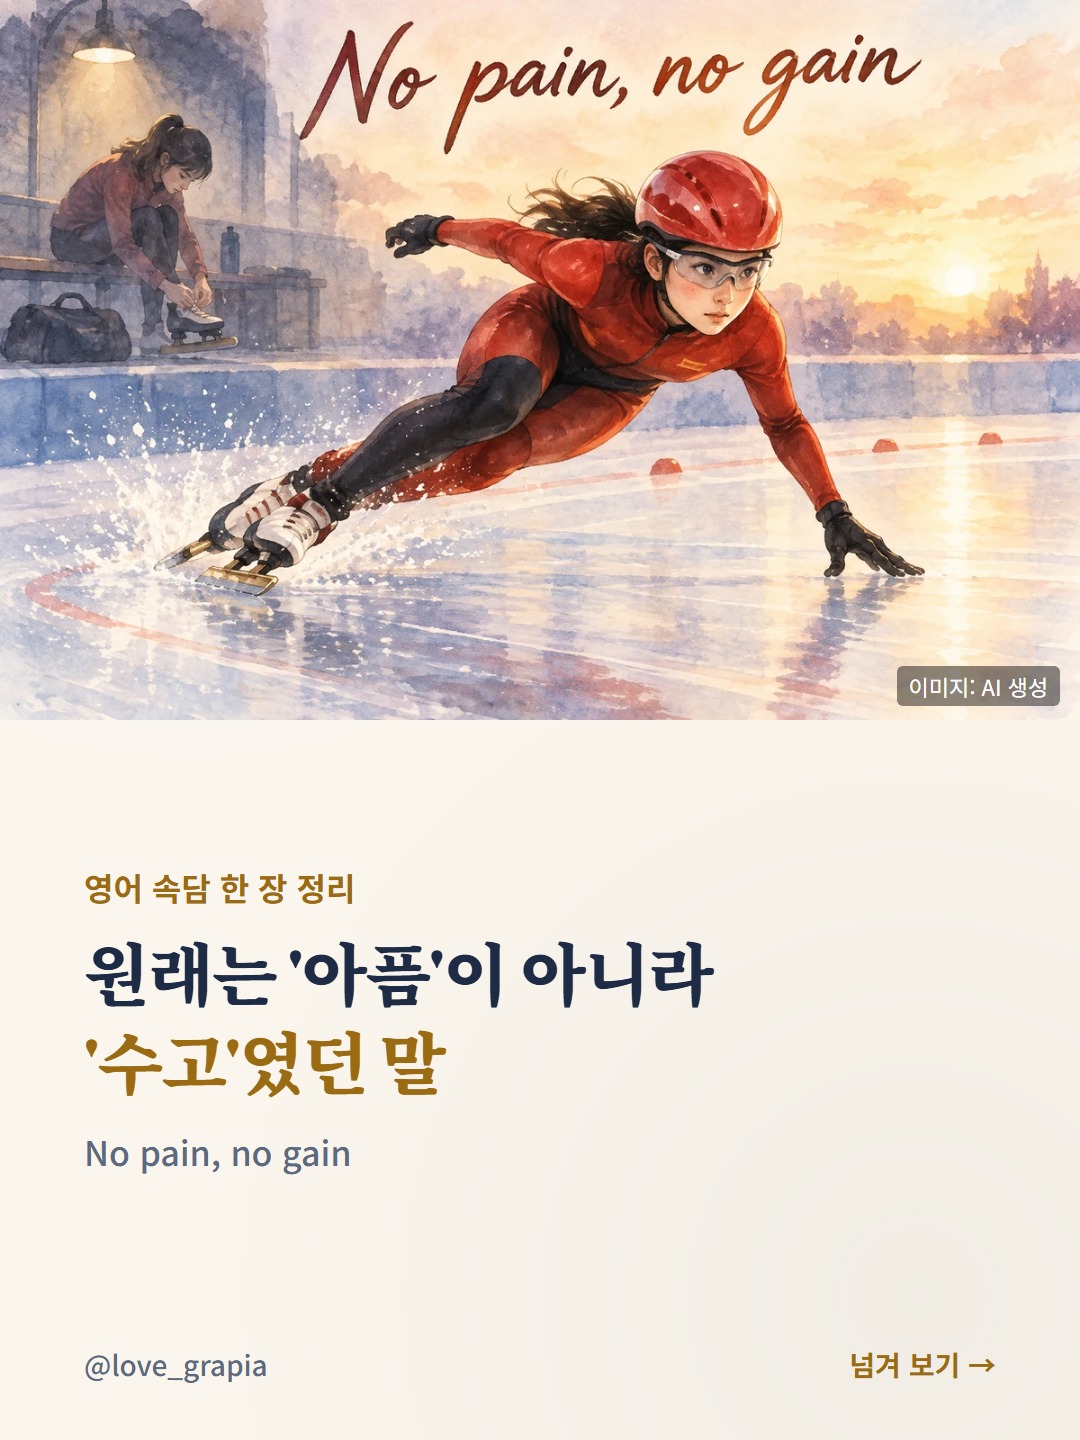 No pain, no gain
이미지: AI 생성
영어 속담 한 장 정리
원래는 '아픔'이 아니라
'수고'였던 말
No pain, no gain
@love_grapia
넘겨 보기 →